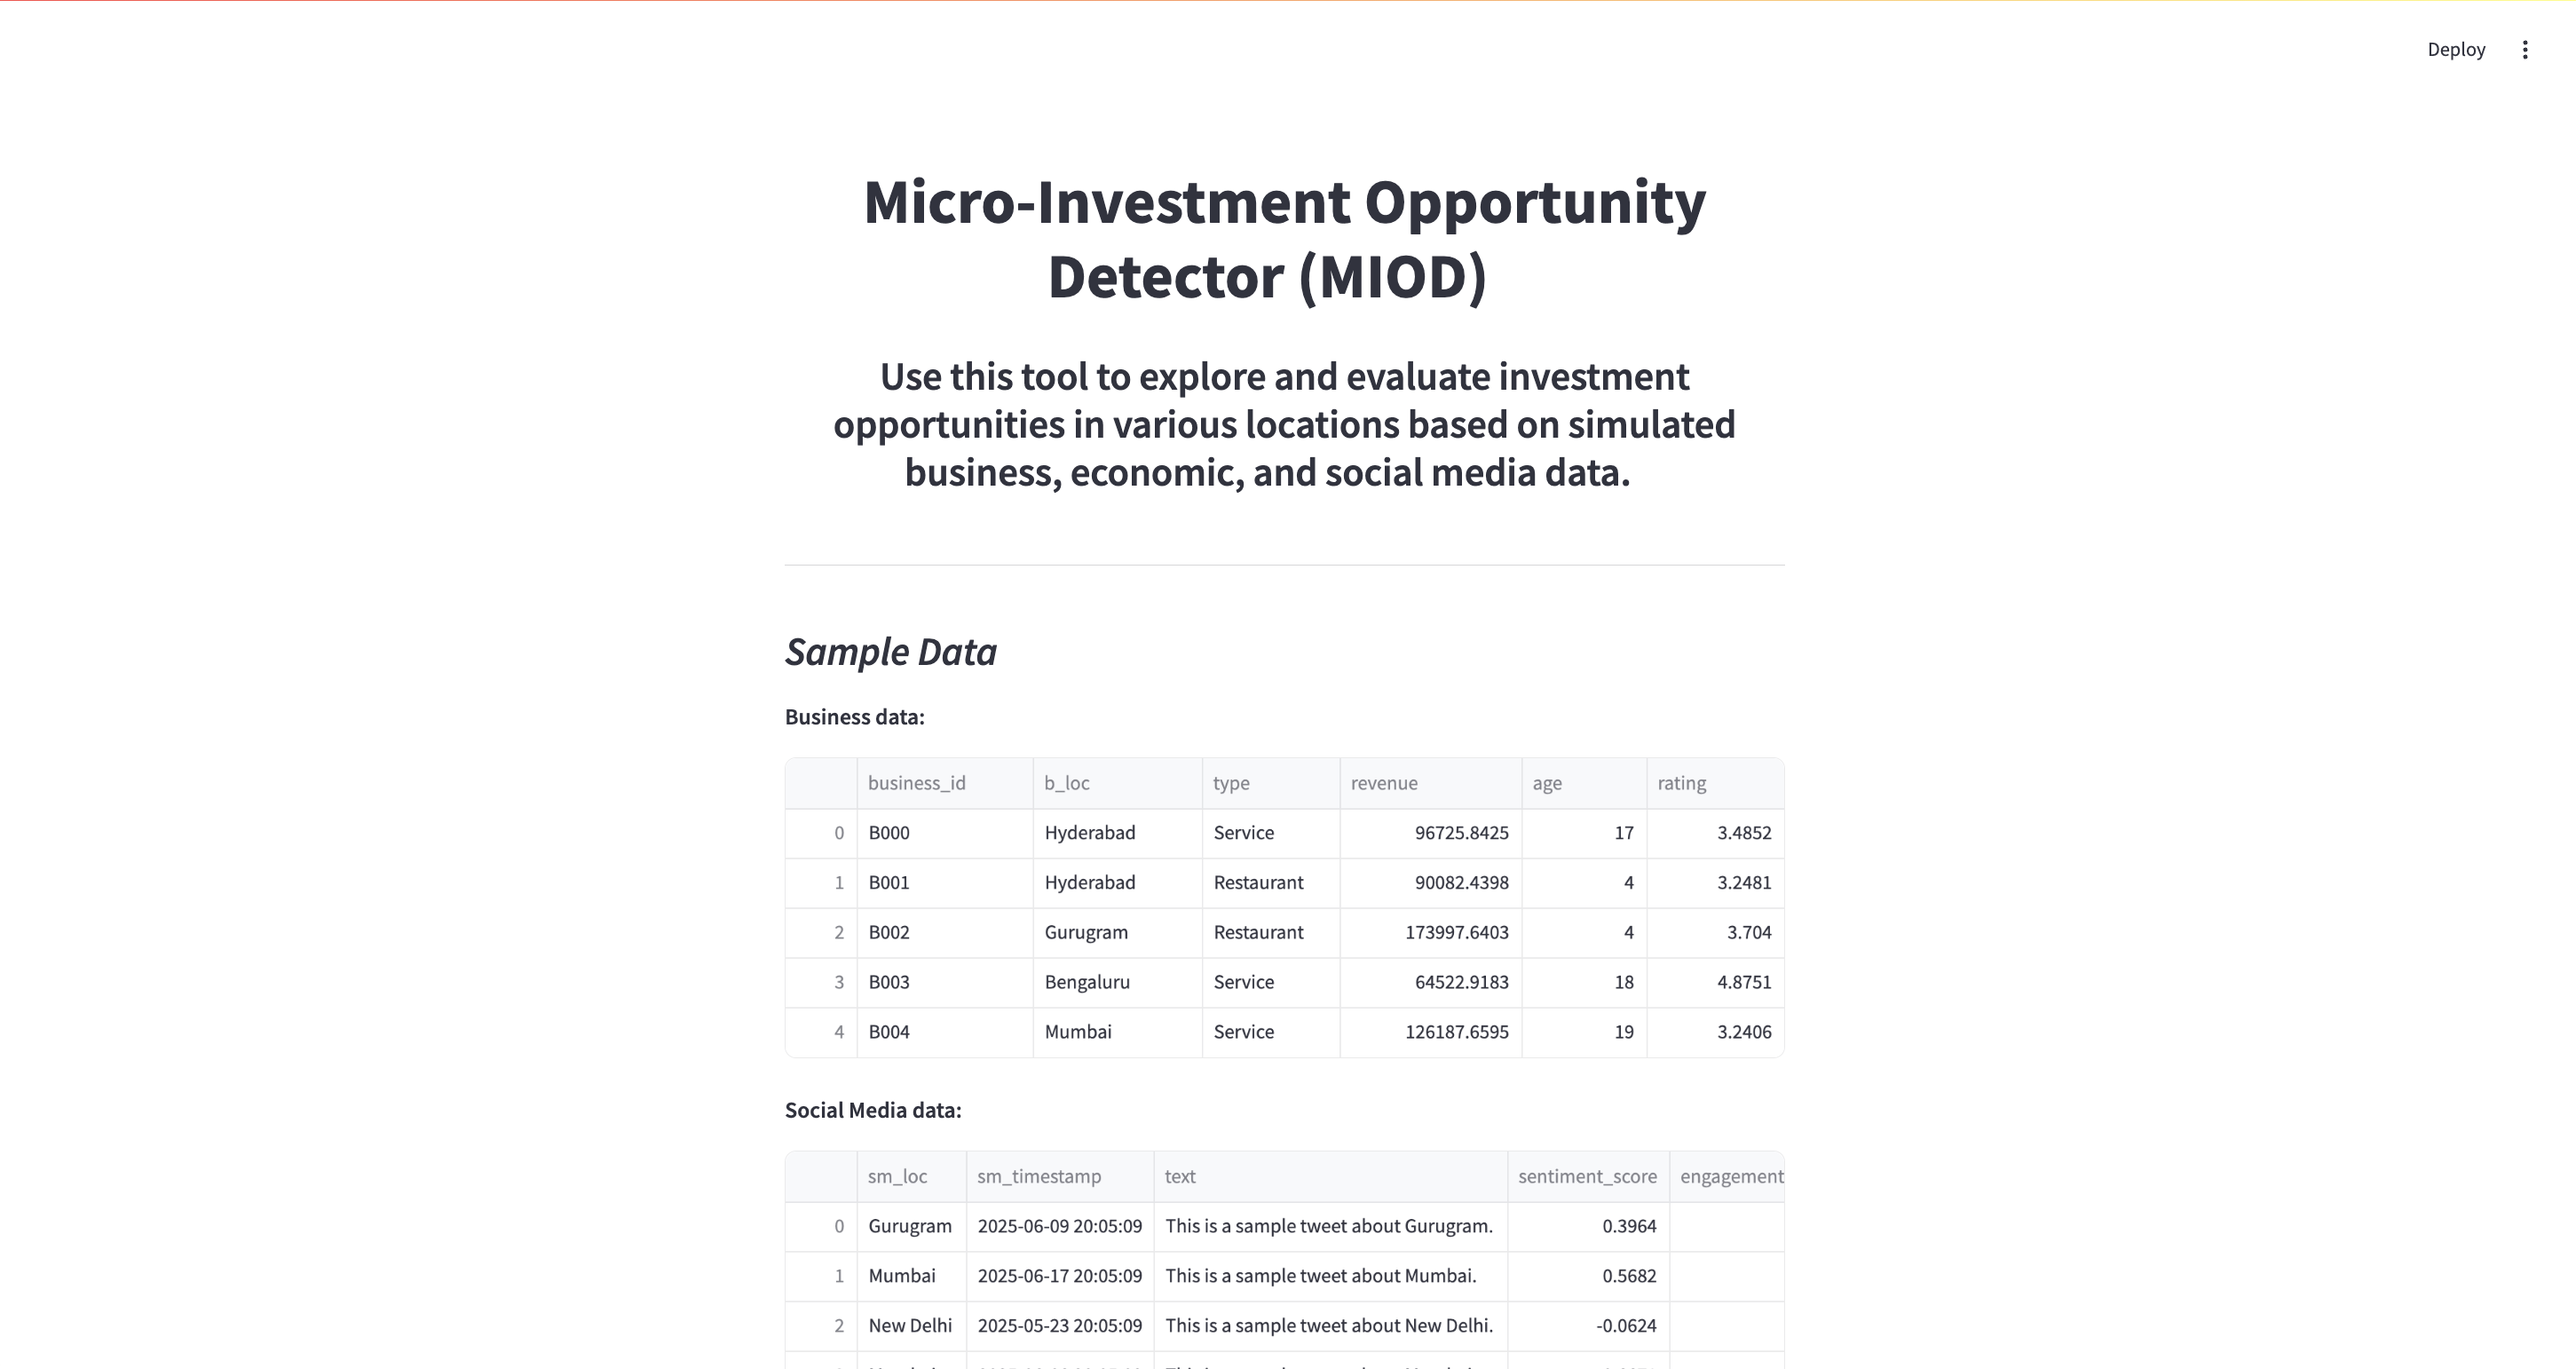 Deploy
Micro-Investment Opportunity
Detector (MIOD)
Use this tool to explore and evaluate investment
opportunities in various locations based on simulated
business, economic, and social media data.
Sample Data
Business data:
business_id b_loc type revenue age rating
0 B000 Hyderabad Service 96725.8425 17 3.4852
1 B001 Hyderabad Restaurant 90082.4398 4 3.2481
2 B002 Gurugram Restaurant 173997.6403 4 3.704
3 B003 Bengaluru Service 64522.9183 18 4.8751
4 B004 Mumbai Service 126187.6595 19 3.2406
Social Media data:
sm_loc sm_timestamp text sentiment_score engagement
0 Gurugram 2025-06-09 20:05:09 This is a sample tweet about Gurugram. 0.3964
1 Mumbai 2025-06-17 20:05:09 This is a sample tweet about Mumbai. 0.5682
2 New Delhi 2025-05-23 20:05:09 This is a sample tweet about New Delhi. -0.0624